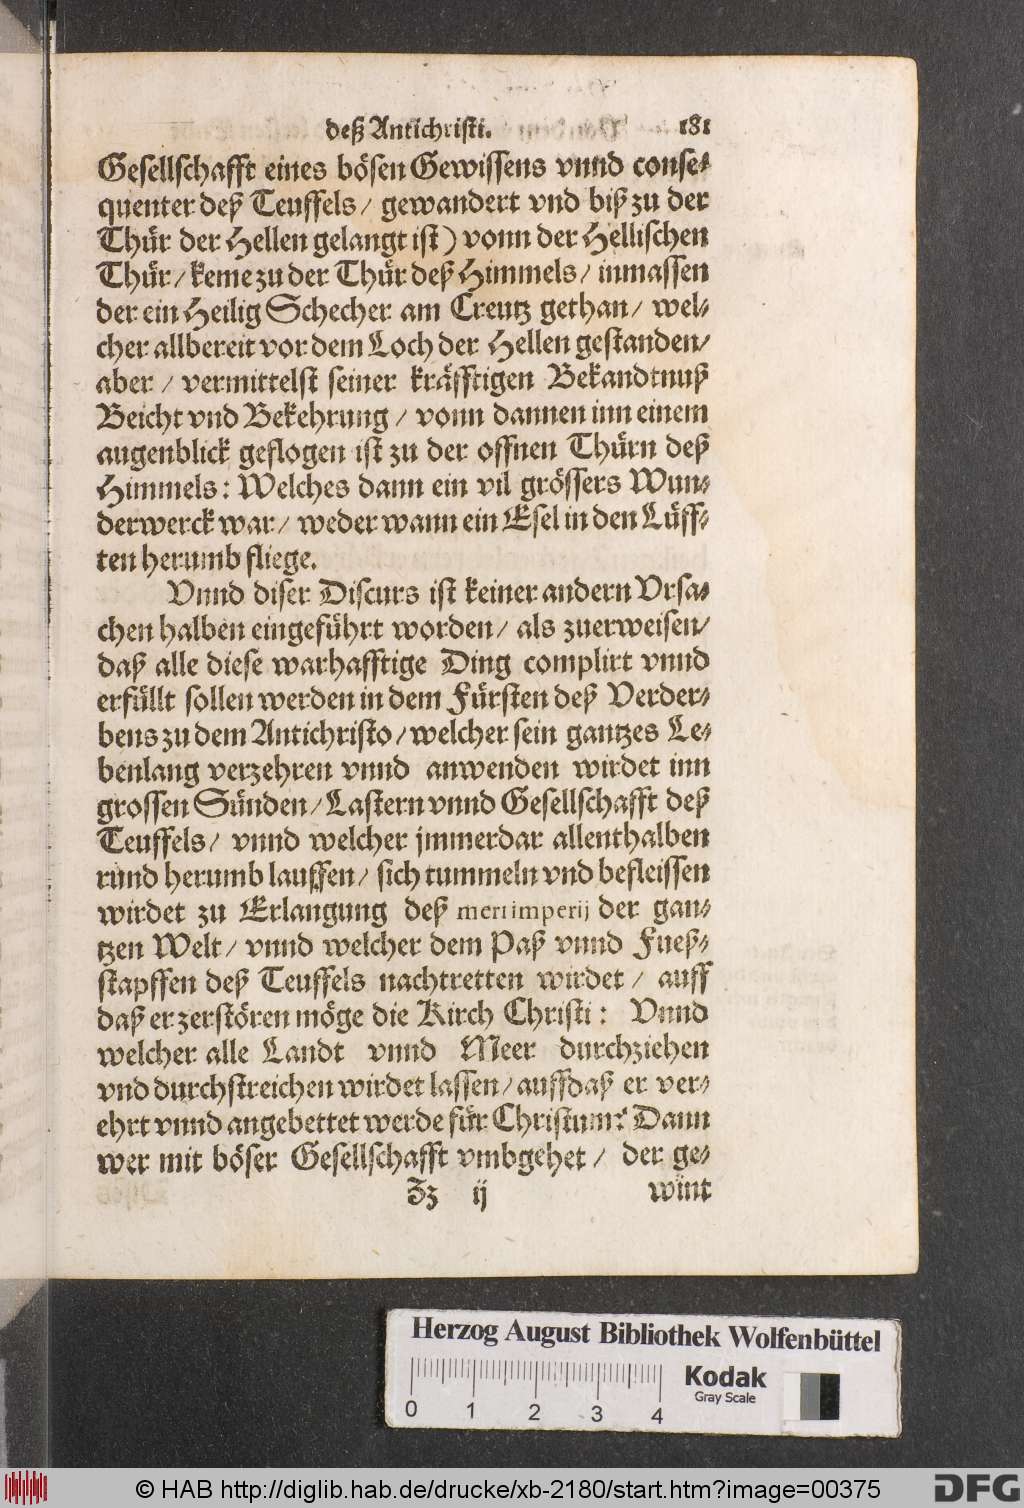 deß Antichristi. 181
Gesellschafft eines bösen Gewissens vnnd conse-
quenter deß Teuffels/ gewandert vnd biß zu der
Thür der Hellen gelangt ist) vonn der Hellischen
Thür/ keme zu der Thür deß Himmels/ inmassen
der ein Heilig Schecher am Creutz gethan/ wel-
cher allbereit vor dem Loch der Hellen gestanden/
aber/ vermittelst seiner kräfftigen Bekandtnuß
Beicht vnd Bekehrung/ vonn dannen inn einem
augenblick geflogen ist zu der offnen Thürn deß
Himmels: Welches dann ein vil grössers Wun-
derwerck war/ weder wann ein Esel in den Lüff-
ten herumb fliege.
Vnnd diser Discurs ist keiner andern Vrsa-
chen halben eingeführt worden/ als zuerweisen/
daß alle diese warhafftige Ding complirt vnnd
erfüllt sollen werden in dem Fürsten deß Verder-
bens zu dem Antichristo/ welcher sein gantzes Le-
benlang verzehren vnnd anwenden wirdet inn
grossen Sünden/ Lastern vnnd Gesellschafft deß
Teuffels/ vnnd welcher jmmerdar allenthalben
rund herumb lauffen/ sich tummeln vnd befleissen
wirdet zu Erlangung deß meri imperij der gan-
tzen Welt/ vnnd welcher dem Paß vnnd Fueß-
stapffen deß Teuffels nachtretten wirdet/ auff
daß er zerstören möge die Kirch Christi: Vnnd
welcher alle Landt vnnd Meer durchziehen
vnd durchstreichen wirdet lassen/ auffdaß er ver-
ehrt vnnd angebettet werde für Christum: Dann
wer mit böser Gesellschafft vmbgehet/ der ge-
Zz ij wint
Herzog August Bibliothek Wolfenbüttel
Kodak
Gray Scale
0 1 2 3 4
© HAB http://diglib.hab.de/drucke/xb-2180/start.htm?image=00375
DFG